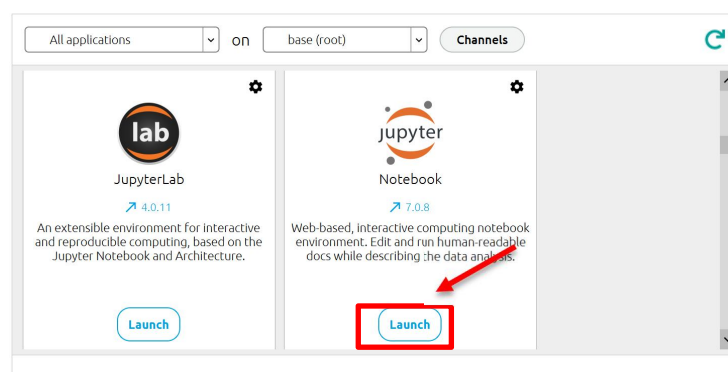 All applications on base (root) Channels
lab
JupyterLab
4.0.11
An extensible environment for interactive
and reproducible computing, based on the
Jupyter Notebook and Architecture.
Launch
jupyter
Notebook
7.0.8
Web-based, interactive computing notebook
environment. Edit and run human-readable
docs while describing the data analysis.
Launch